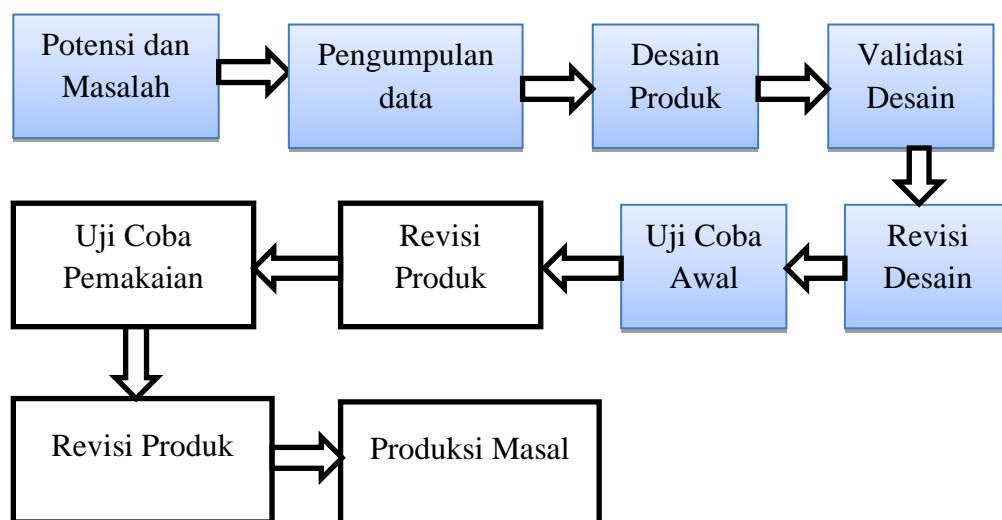 Potensi dan
Masalah
Pengumpulan
data
Desain
Produk
Validasi
Desain
Revisi
Desain
Uji Coba
Awal
Revisi
Produk
Uji Coba
Pemakaian
Revisi Produk
Produksi Masal